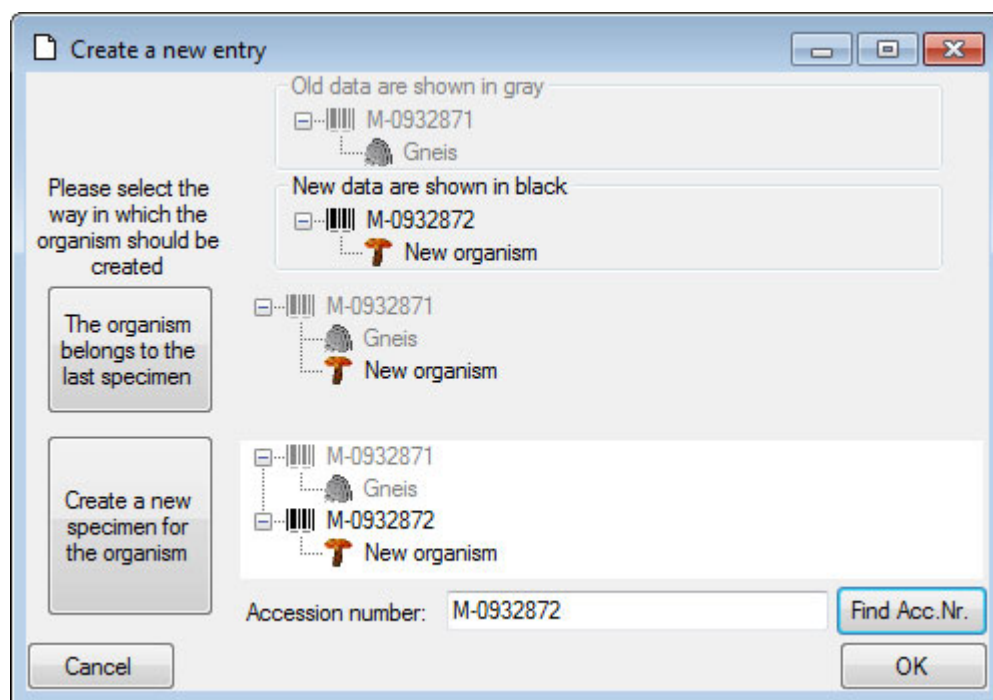 Create a new entry
Old data are shown in gray
M-0932871
Gneis
Please select the
way in which the
organism should be
created
New data are shown in black
M-0932872
New organism
The organism
belongs to the
last specimen
M-0932871
Gneis
New organism
Create a new
specimen for
the organism
M-0932871
Gneis
M-0932872
New organism
Accession number: M-0932872 Find Acc.Nr.
Cancel OK